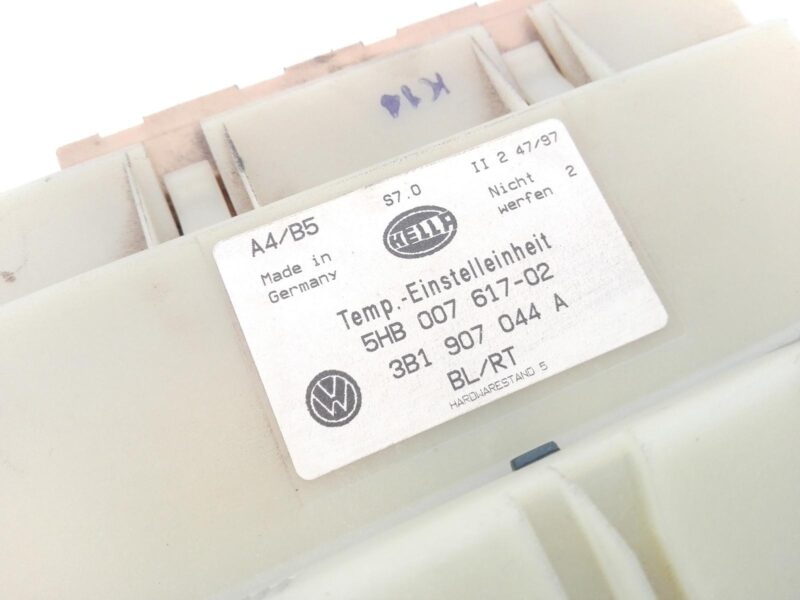 K14
A4/B5
S7.0
II 2 47/97
Made in
Germany
HELLA
Nicht
werfen 2
Temp.-Einstelleinheit
5HB 007 617-02
3B1 907 044 A
BL/RT
HARDWARESTAND 5
VW